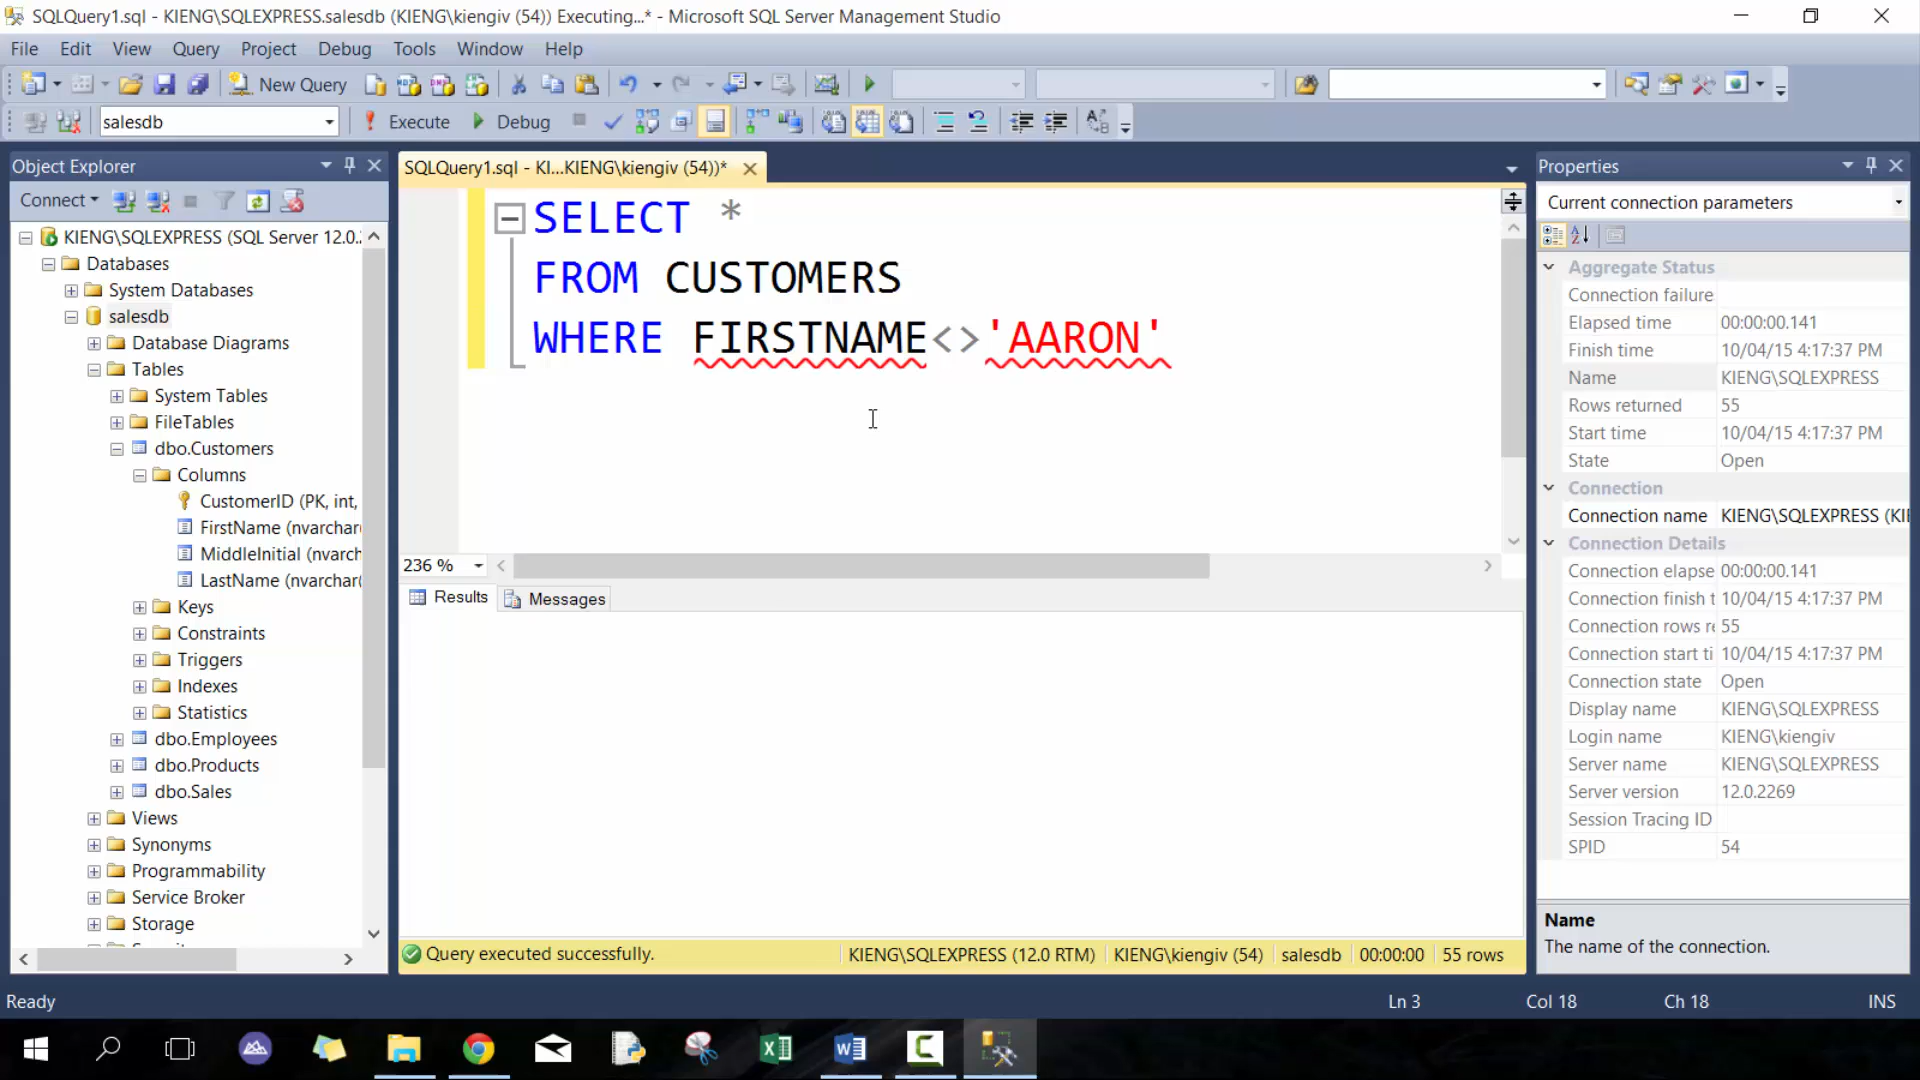 SQLQuery1.sql - KIENG\SQLEXPRESS.salesdb (KIENG\kiengiv (54)) Executing...* - Microsoft SQL Server Management Studio
File Edit View Query Project Debug Tools Window Help
New Query
salesdb Execute Debug
Object Explorer
Connect
KIENG\SQLEXPRESS (SQL Server 12.0.
Databases
System Databases
salesdb
Database Diagrams
Tables
System Tables
FileTables
dbo.Customers
Columns
CustomerID (PK, int,
FirstName (nvarchar
MiddleInitial (nvarch
LastName (nvarchar(
Keys
Constraints
Triggers
Indexes
Statistics
dbo.Employees
dbo.Products
dbo.Sales
Views
Synonyms
Programmability
Service Broker
Storage
SQLQuery1.sql - KI...KIENG\kiengiv (54))*
SELECT *
FROM CUSTOMERS
WHERE FIRSTNAME<>'AARON'
236 %
Results Messages
Query executed successfully. KIENG\SQLEXPRESS (12.0 RTM) KIENG\kiengiv (54) salesdb 00:00:00 55 rows
Properties
Current connection parameters
Aggregate Status
Connection failure
Elapsed time 00:00:00.141
Finish time 10/04/15 4:17:37 PM
Name KIENG\SQLEXPRESS
Rows returned 55
Start time 10/04/15 4:17:37 PM
State Open
Connection
Connection name KIENG\SQLEXPRESS (KI
Connection Details
Connection elapse 00:00:00.141
Connection finish t 10/04/15 4:17:37 PM
Connection rows re 55
Connection start ti 10/04/15 4:17:37 PM
Connection state Open
Display name KIENG\SQLEXPRESS
Login name KIENG\kiengiv
Server name KIENG\SQLEXPRESS
Server version 12.0.2269
Session Tracing ID
SPID 54
Name
The name of the connection.
Ready Ln 3 Col 18 Ch 18 INS